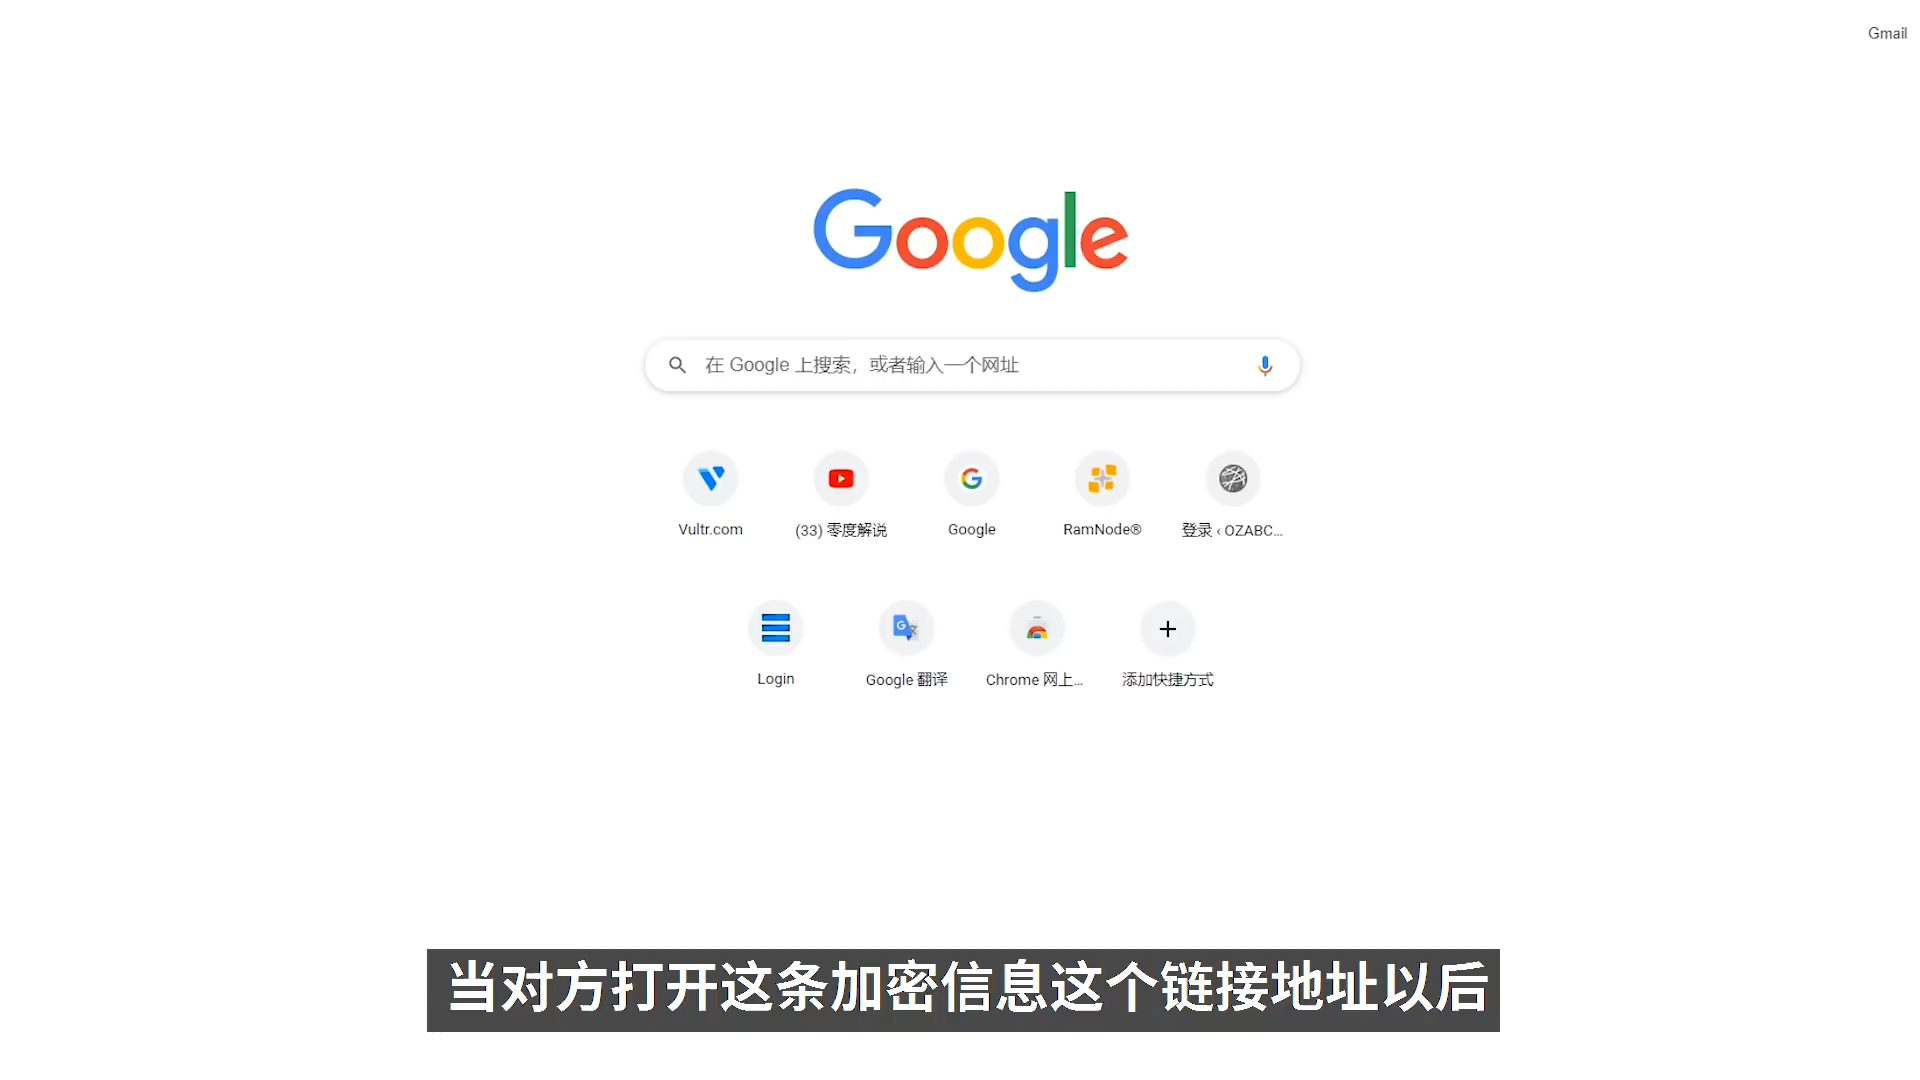 Gmail
Google
在 Google 上搜索，或者输入一个网址
Vultr.com
(33) 零度解说
Google
RamNode®
登录 ‹ OZABC...
Login
Google 翻译
Chrome 网上...
添加快捷方式
当对方打开这条加密信息这个链接地址以后